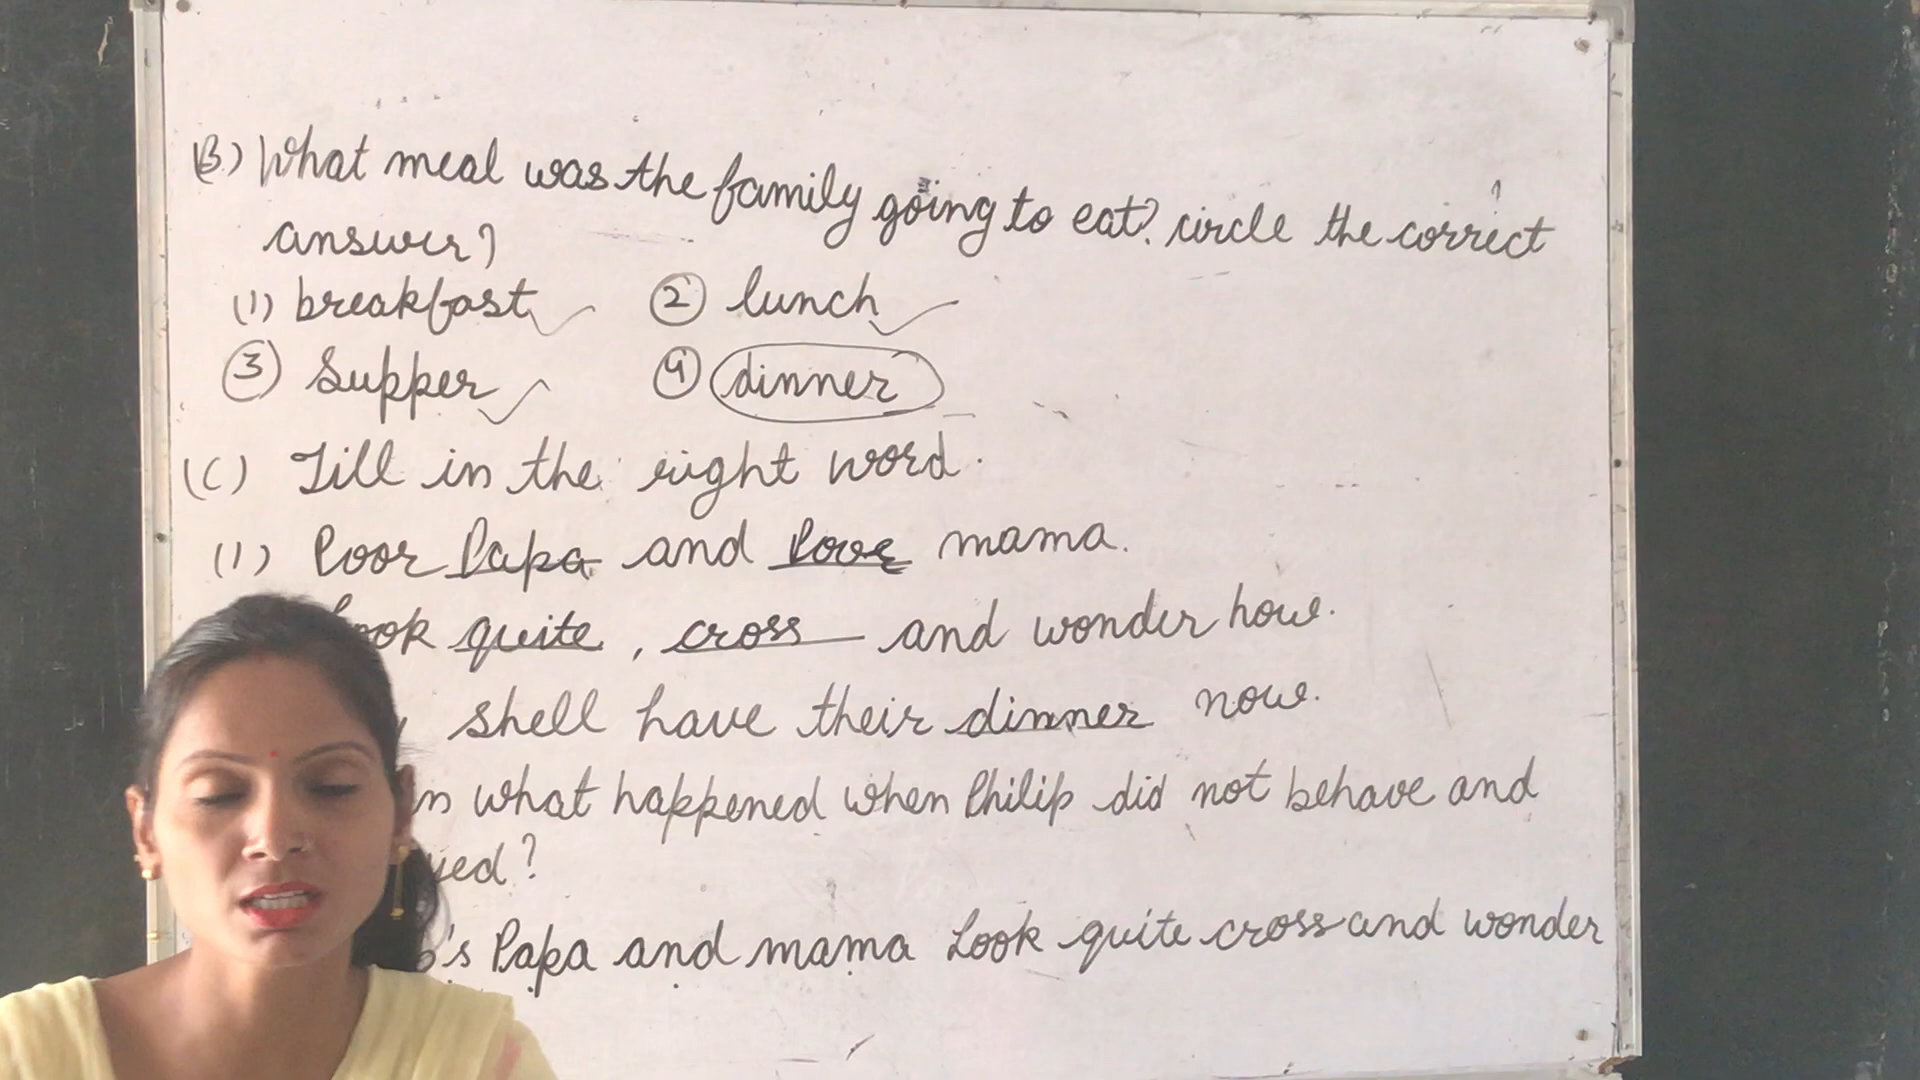 (B) What meal was the family going to eat? circle the correct
answer?
(1) breakfast ② lunch
③ Supper ④ dinner
(C) Fill in the right word.
(1) Poor Papa and Poor mama.
Look quite, cross and wonder how.
shell have their dinner now.
what happened when Philip did not behave and
?
's Papa and mama Look quite cross and wonder